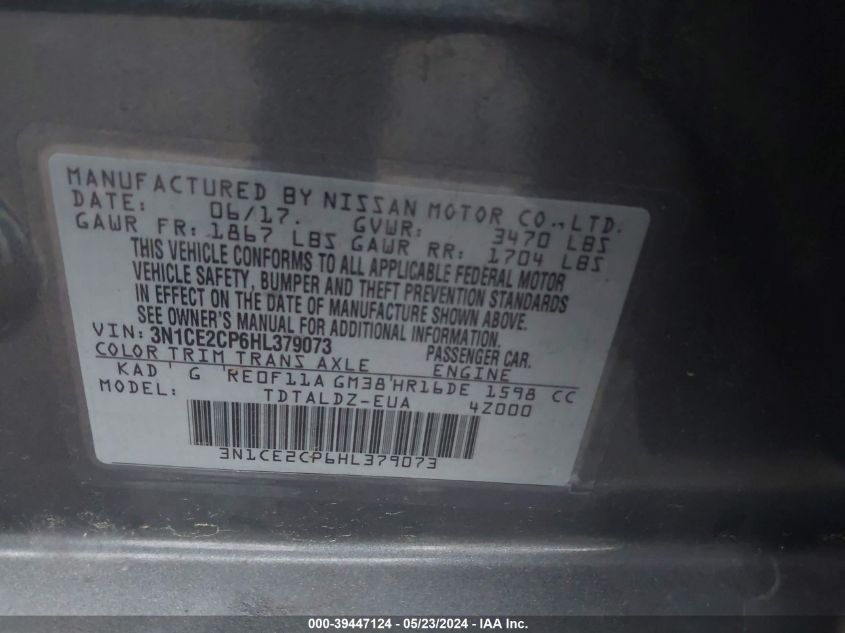 MANUFACTURED BY NISSAN MOTOR CO., LTD.
DATE: 06/17. GVWR: 3470 LBS
GAWR FR: 1867 LBS GAWR RR: 1704 LBS
THIS VEHICLE CONFORMS TO ALL APPLICABLE FEDERAL MOTOR
VEHICLE SAFETY, BUMPER AND THEFT PREVENTION STANDARDS
IN EFFECT ON THE DATE OF MANUFACTURE SHOWN ABOVE.
SEE OWNER'S MANUAL FOR ADDITIONAL INFORMATION.
VIN: 3N1CE2CP6HL379073 PASSENGER CAR.
COLOR TRIM TRANS AXLE ENGINE
KAD ' G 'RE0F11A GM38'HR16DE 1598 CC
MODEL: TDTALDZ-EUA 4Z000
3N1CE2CP6HL379073
000-39447124 - 05/23/2024 - IAA Inc.